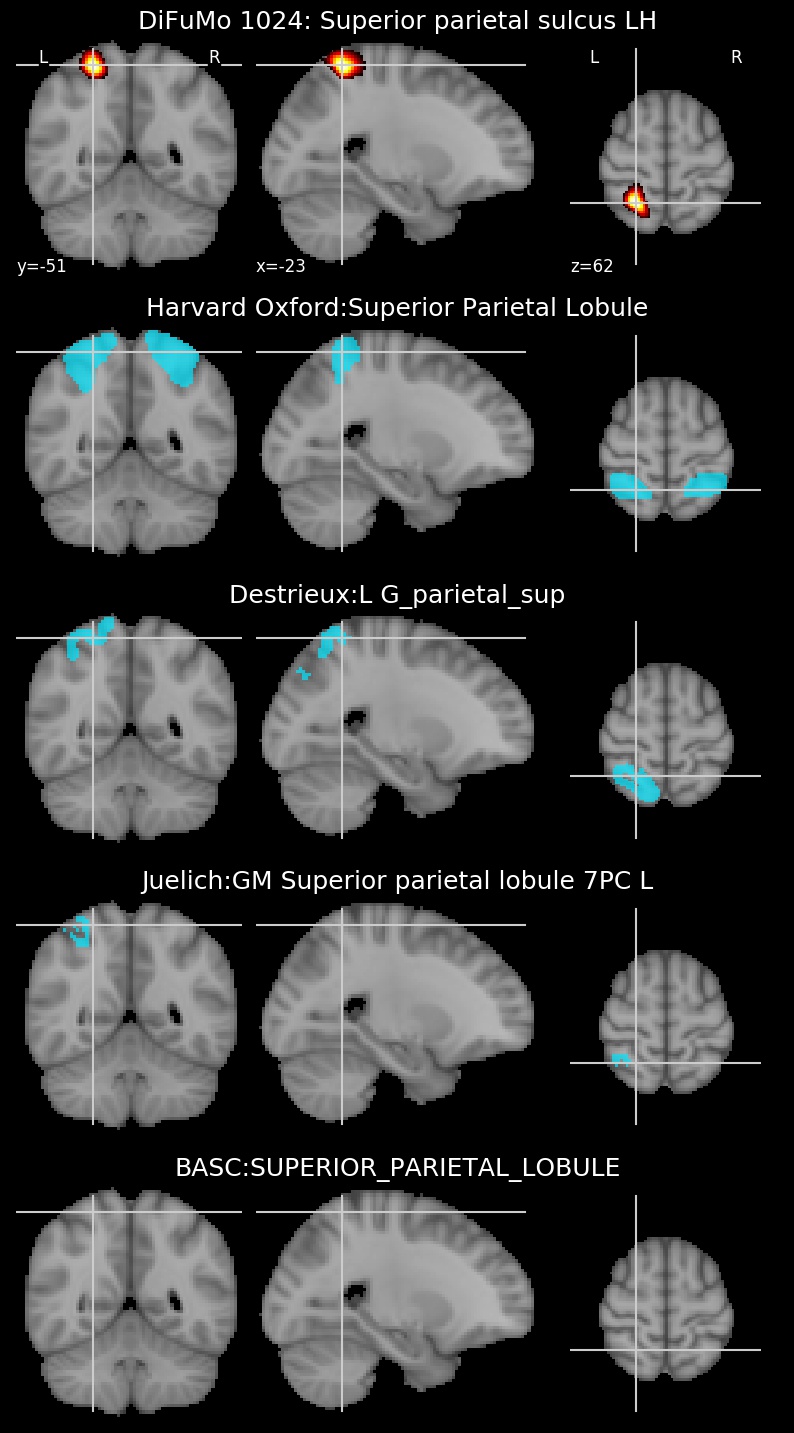 DiFuMo 1024: Superior parietal sulcus LH
L R L R
y=-51 x=-23 z=62
Harvard Oxford:Superior Parietal Lobule
Destrieux:L G_parietal_sup
Juelich:GM Superior parietal lobule 7PC L
BASC:SUPERIOR_PARIETAL_LOBULE